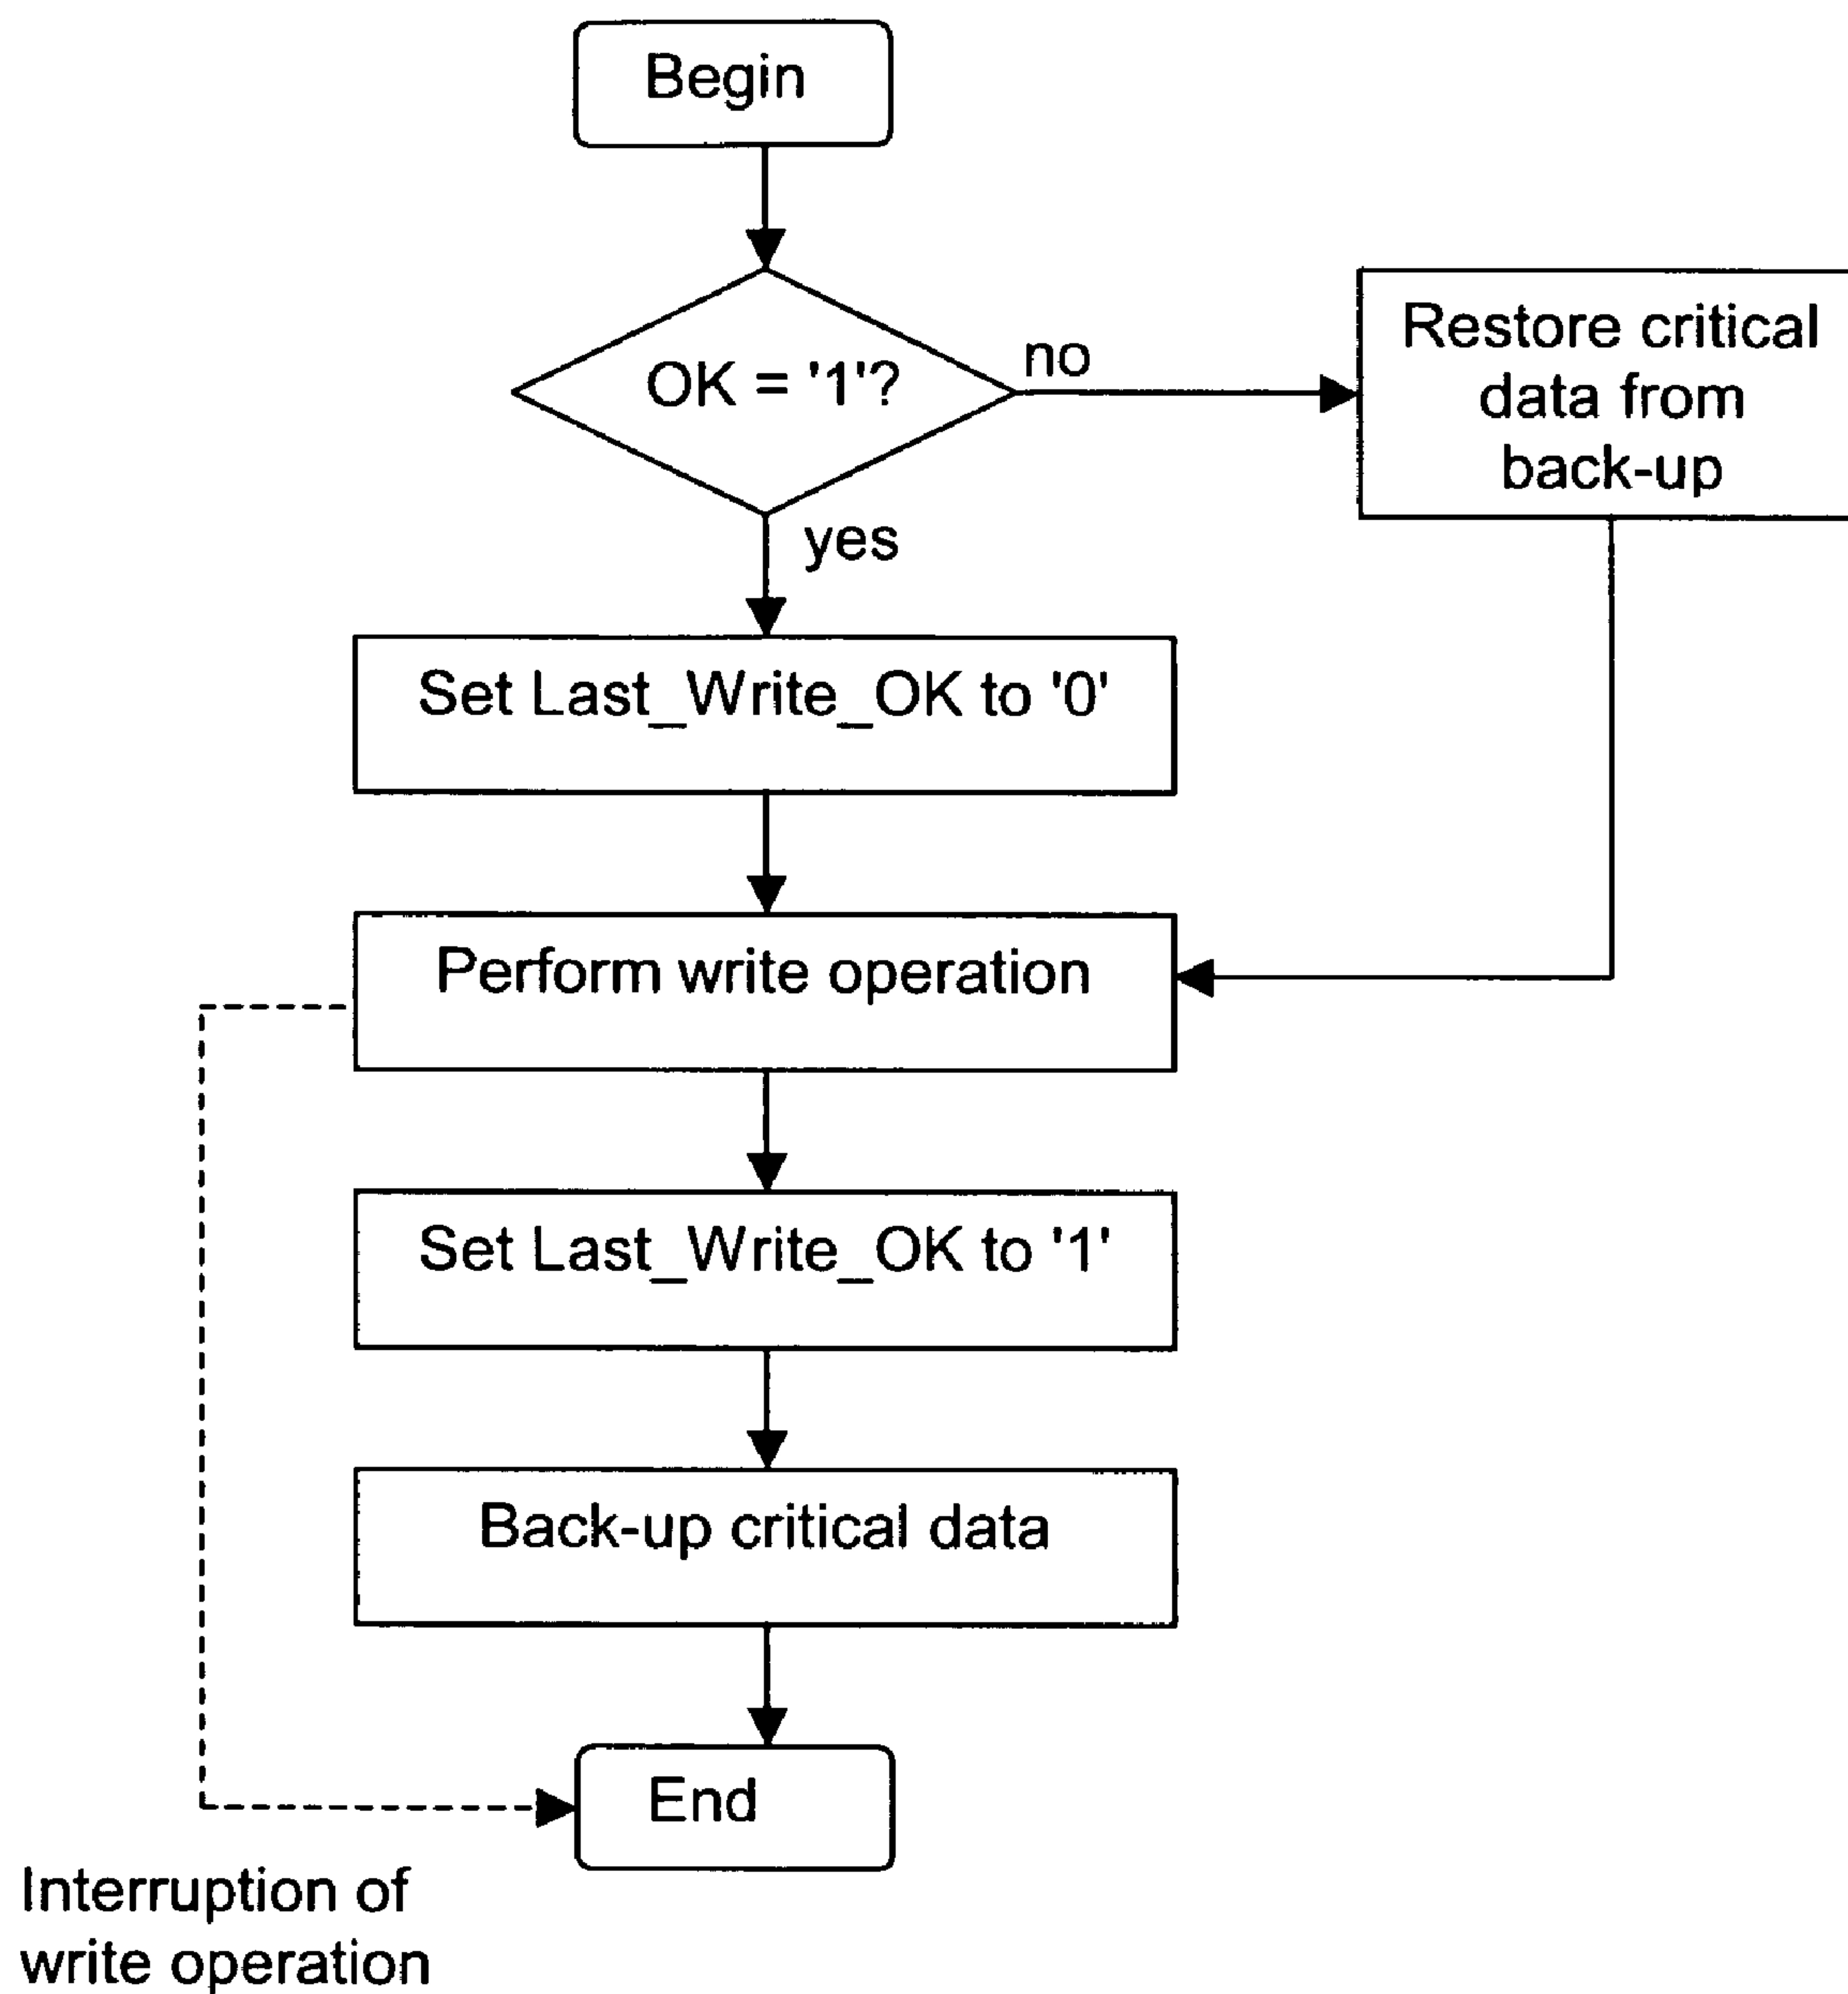 Begin
OK = '1'?
no
Restore critical
data from
back-up
yes
Set Last_Write_OK to '0'
Perform write operation
Set Last_Write_OK to '1'
Back-up critical data
End
Interruption of
write operation